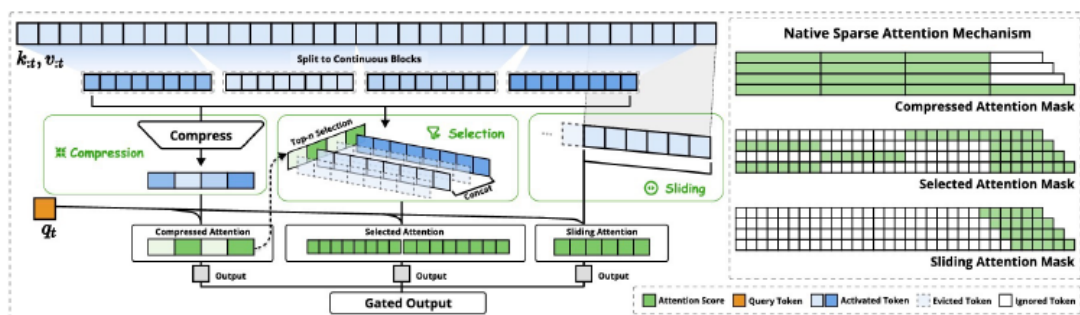 k:t, v:t
Split to Continuous Blocks
Compress
Compression
Top-n Selection
Selection
Concat
Sliding
qt
Compressed Attention
Selected Attention
Sliding Attention
Output
Output
Output
Gated Output
Native Sparse Attention Mechanism
Compressed Attention Mask
Selected Attention Mask
Sliding Attention Mask
Attention Score
Query Token
Activated Token
Evicted Token
Ignored Token